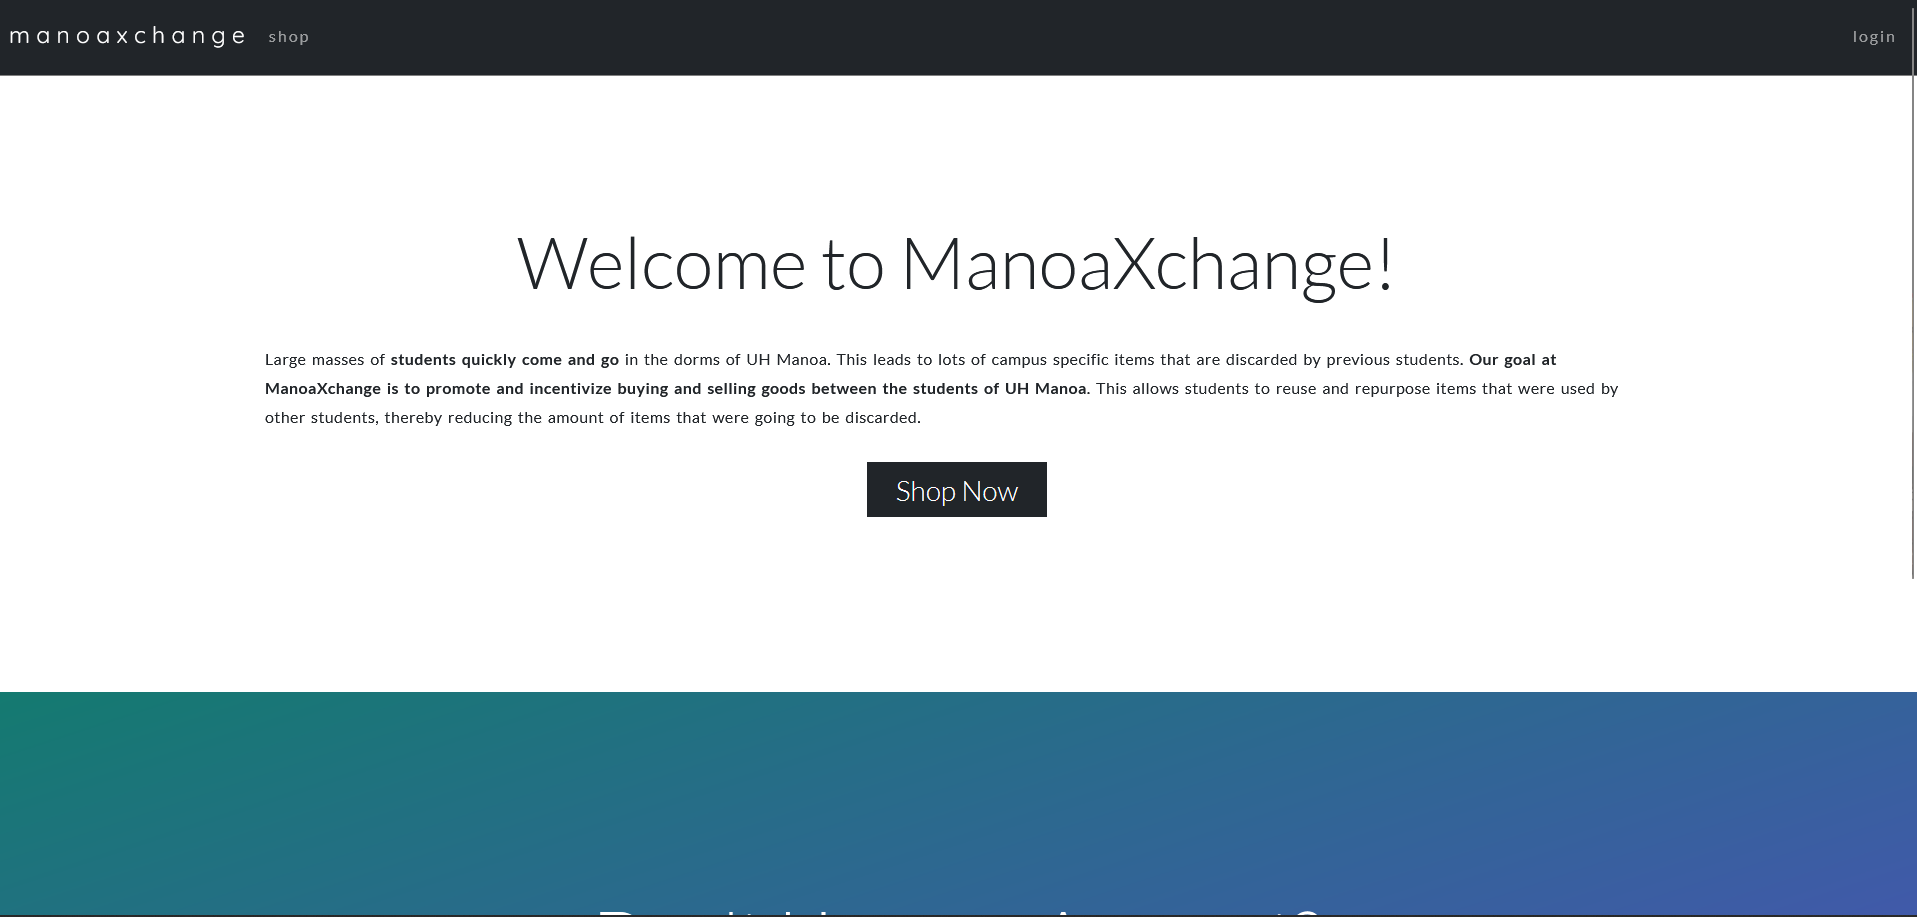 manoaxchange shop login
Welcome to ManoaXchange!
Large masses of students quickly come and go in the dorms of UH Manoa. This leads to lots of campus specific items that are discarded by previous students. Our goal at
ManoaXchange is to promote and incentivize buying and selling goods between the students of UH Manoa. This allows students to reuse and repurpose items that were used by
other students, thereby reducing the amount of items that were going to be discarded.
Shop Now